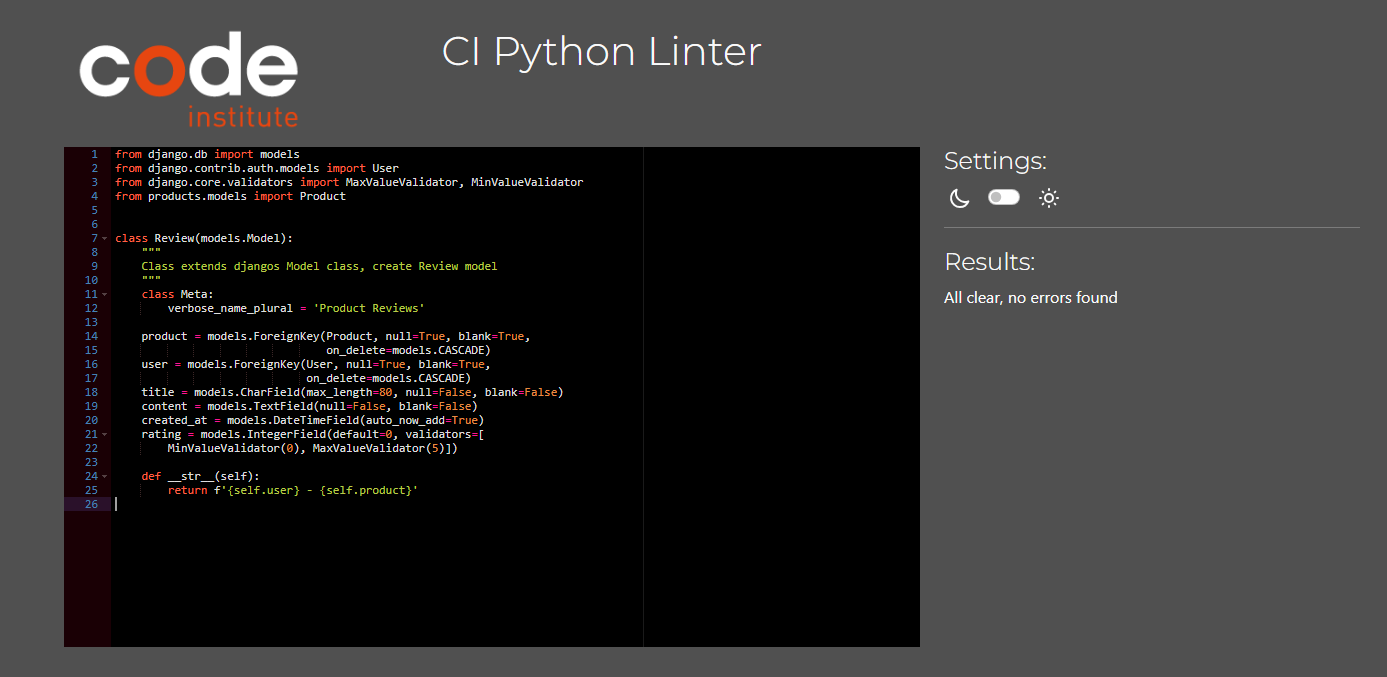 code
institute
CI Python Linter
1 from django.db import models
2 from django.contrib.auth.models import User
3 from django.core.validators import MaxValueValidator, MinValueValidator
4 from products.models import Product
5
6
7 class Review(models.Model):
8     """
9     Class extends djangos Model class, create Review model
10     """
11     class Meta:
12         verbose_name_plural = 'Product Reviews'
13
14     product = models.ForeignKey(Product, null=True, blank=True,
15                                 on_delete=models.CASCADE)
16     user = models.ForeignKey(User, null=True, blank=True,
17                              on_delete=models.CASCADE)
18     title = models.CharField(max_length=80, null=False, blank=False)
19     content = models.TextField(null=False, blank=False)
20     created_at = models.DateTimeField(auto_now_add=True)
21     rating = models.IntegerField(default=0, validators=[
22         MinValueValidator(0), MaxValueValidator(5)])
23
24     def __str__(self):
25         return f'{self.user} - {self.product}'
26
Settings:
Results:
All clear, no errors found